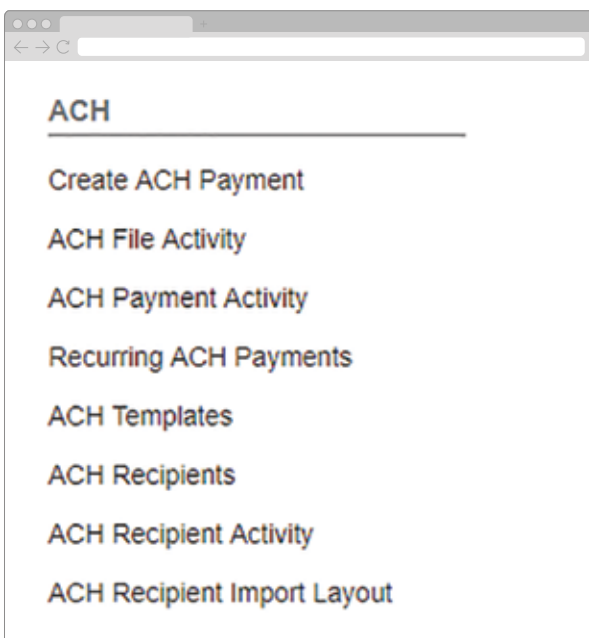 ACH
Create ACH Payment
ACH File Activity
ACH Payment Activity
Recurring ACH Payments
ACH Templates
ACH Recipients
ACH Recipient Activity
ACH Recipient Import Layout